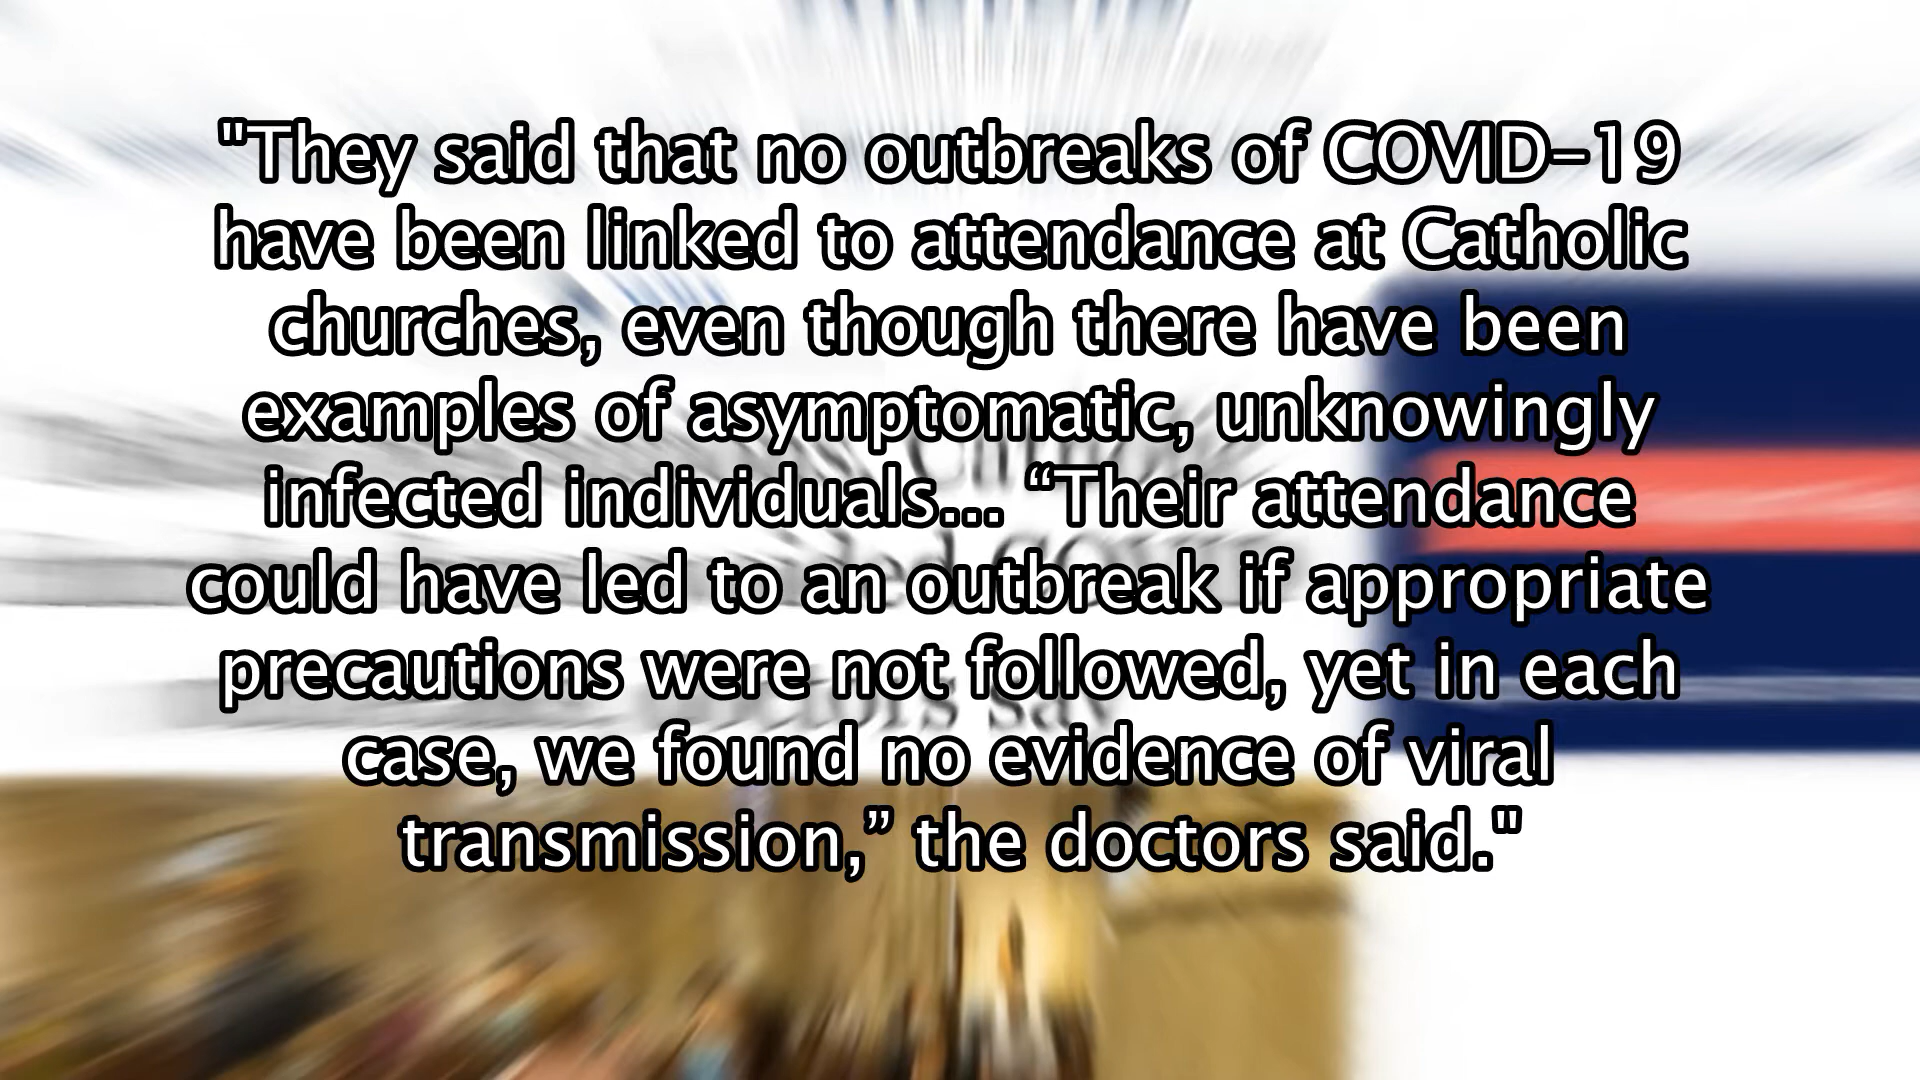 "They said that no outbreaks of COVID-19
have been linked to attendance at Catholic
churches, even though there have been
examples of asymptomatic, unknowingly
infected individuals... “Their attendance
could have led to an outbreak if appropriate
precautions were not followed, yet in each
case, we found no evidence of viral
transmission,” the doctors said."